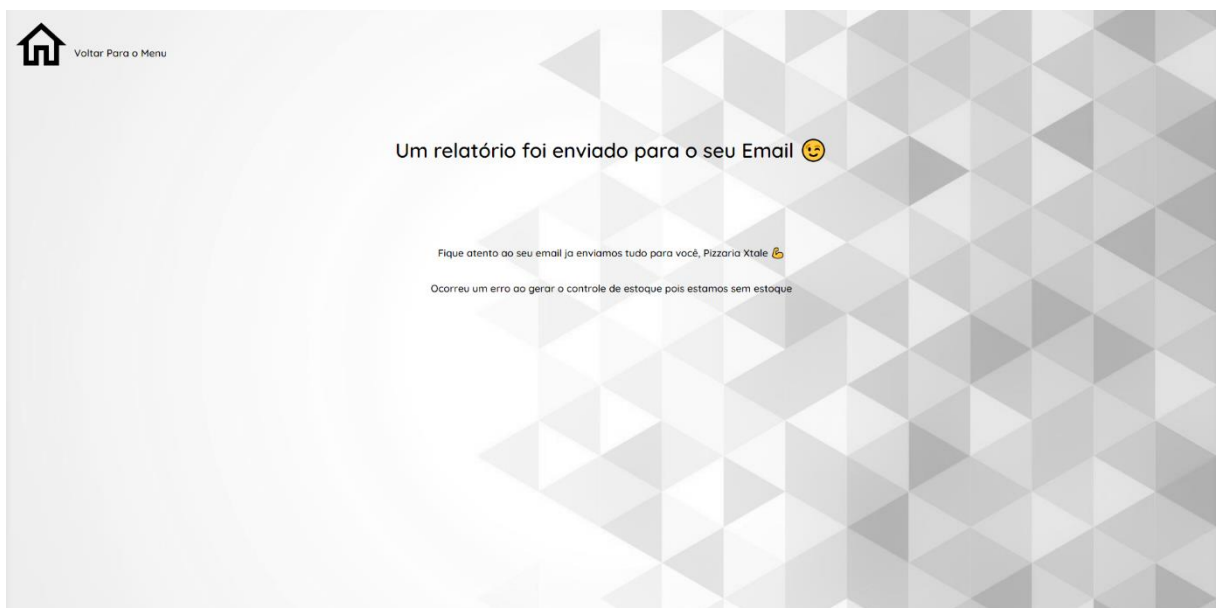 Voltar Para o Menu
Um relatório foi enviado para o seu Email 😉
Fique atento ao seu email ja enviamos tudo para você, Pizzaria Xtale 💪
Ocorreu um erro ao gerar o controle de estoque pois estamos sem estoque